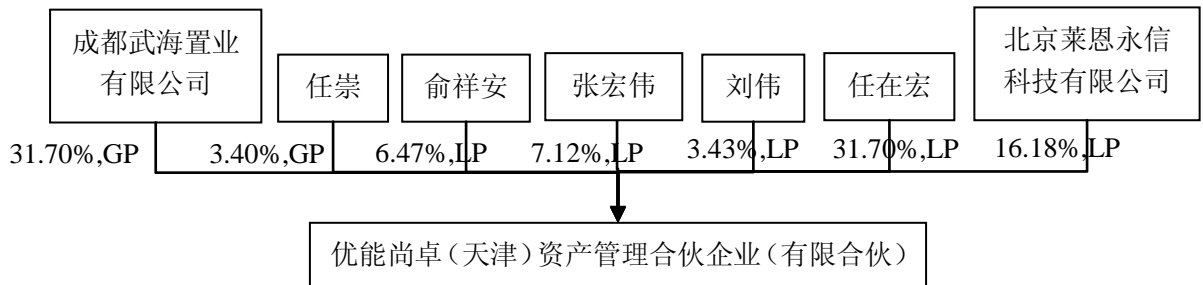 成都武海置业
有限公司
任崇
俞祥安
张宏伟
刘伟
任在宏
北京莱恩永信
科技有限公司
31.70%,GP
3.40%,GP
6.47%,LP
7.12%,LP
3.43%,LP
31.70%,LP
16.18%,LP
优能尚卓（天津）资产管理合伙企业（有限合伙）